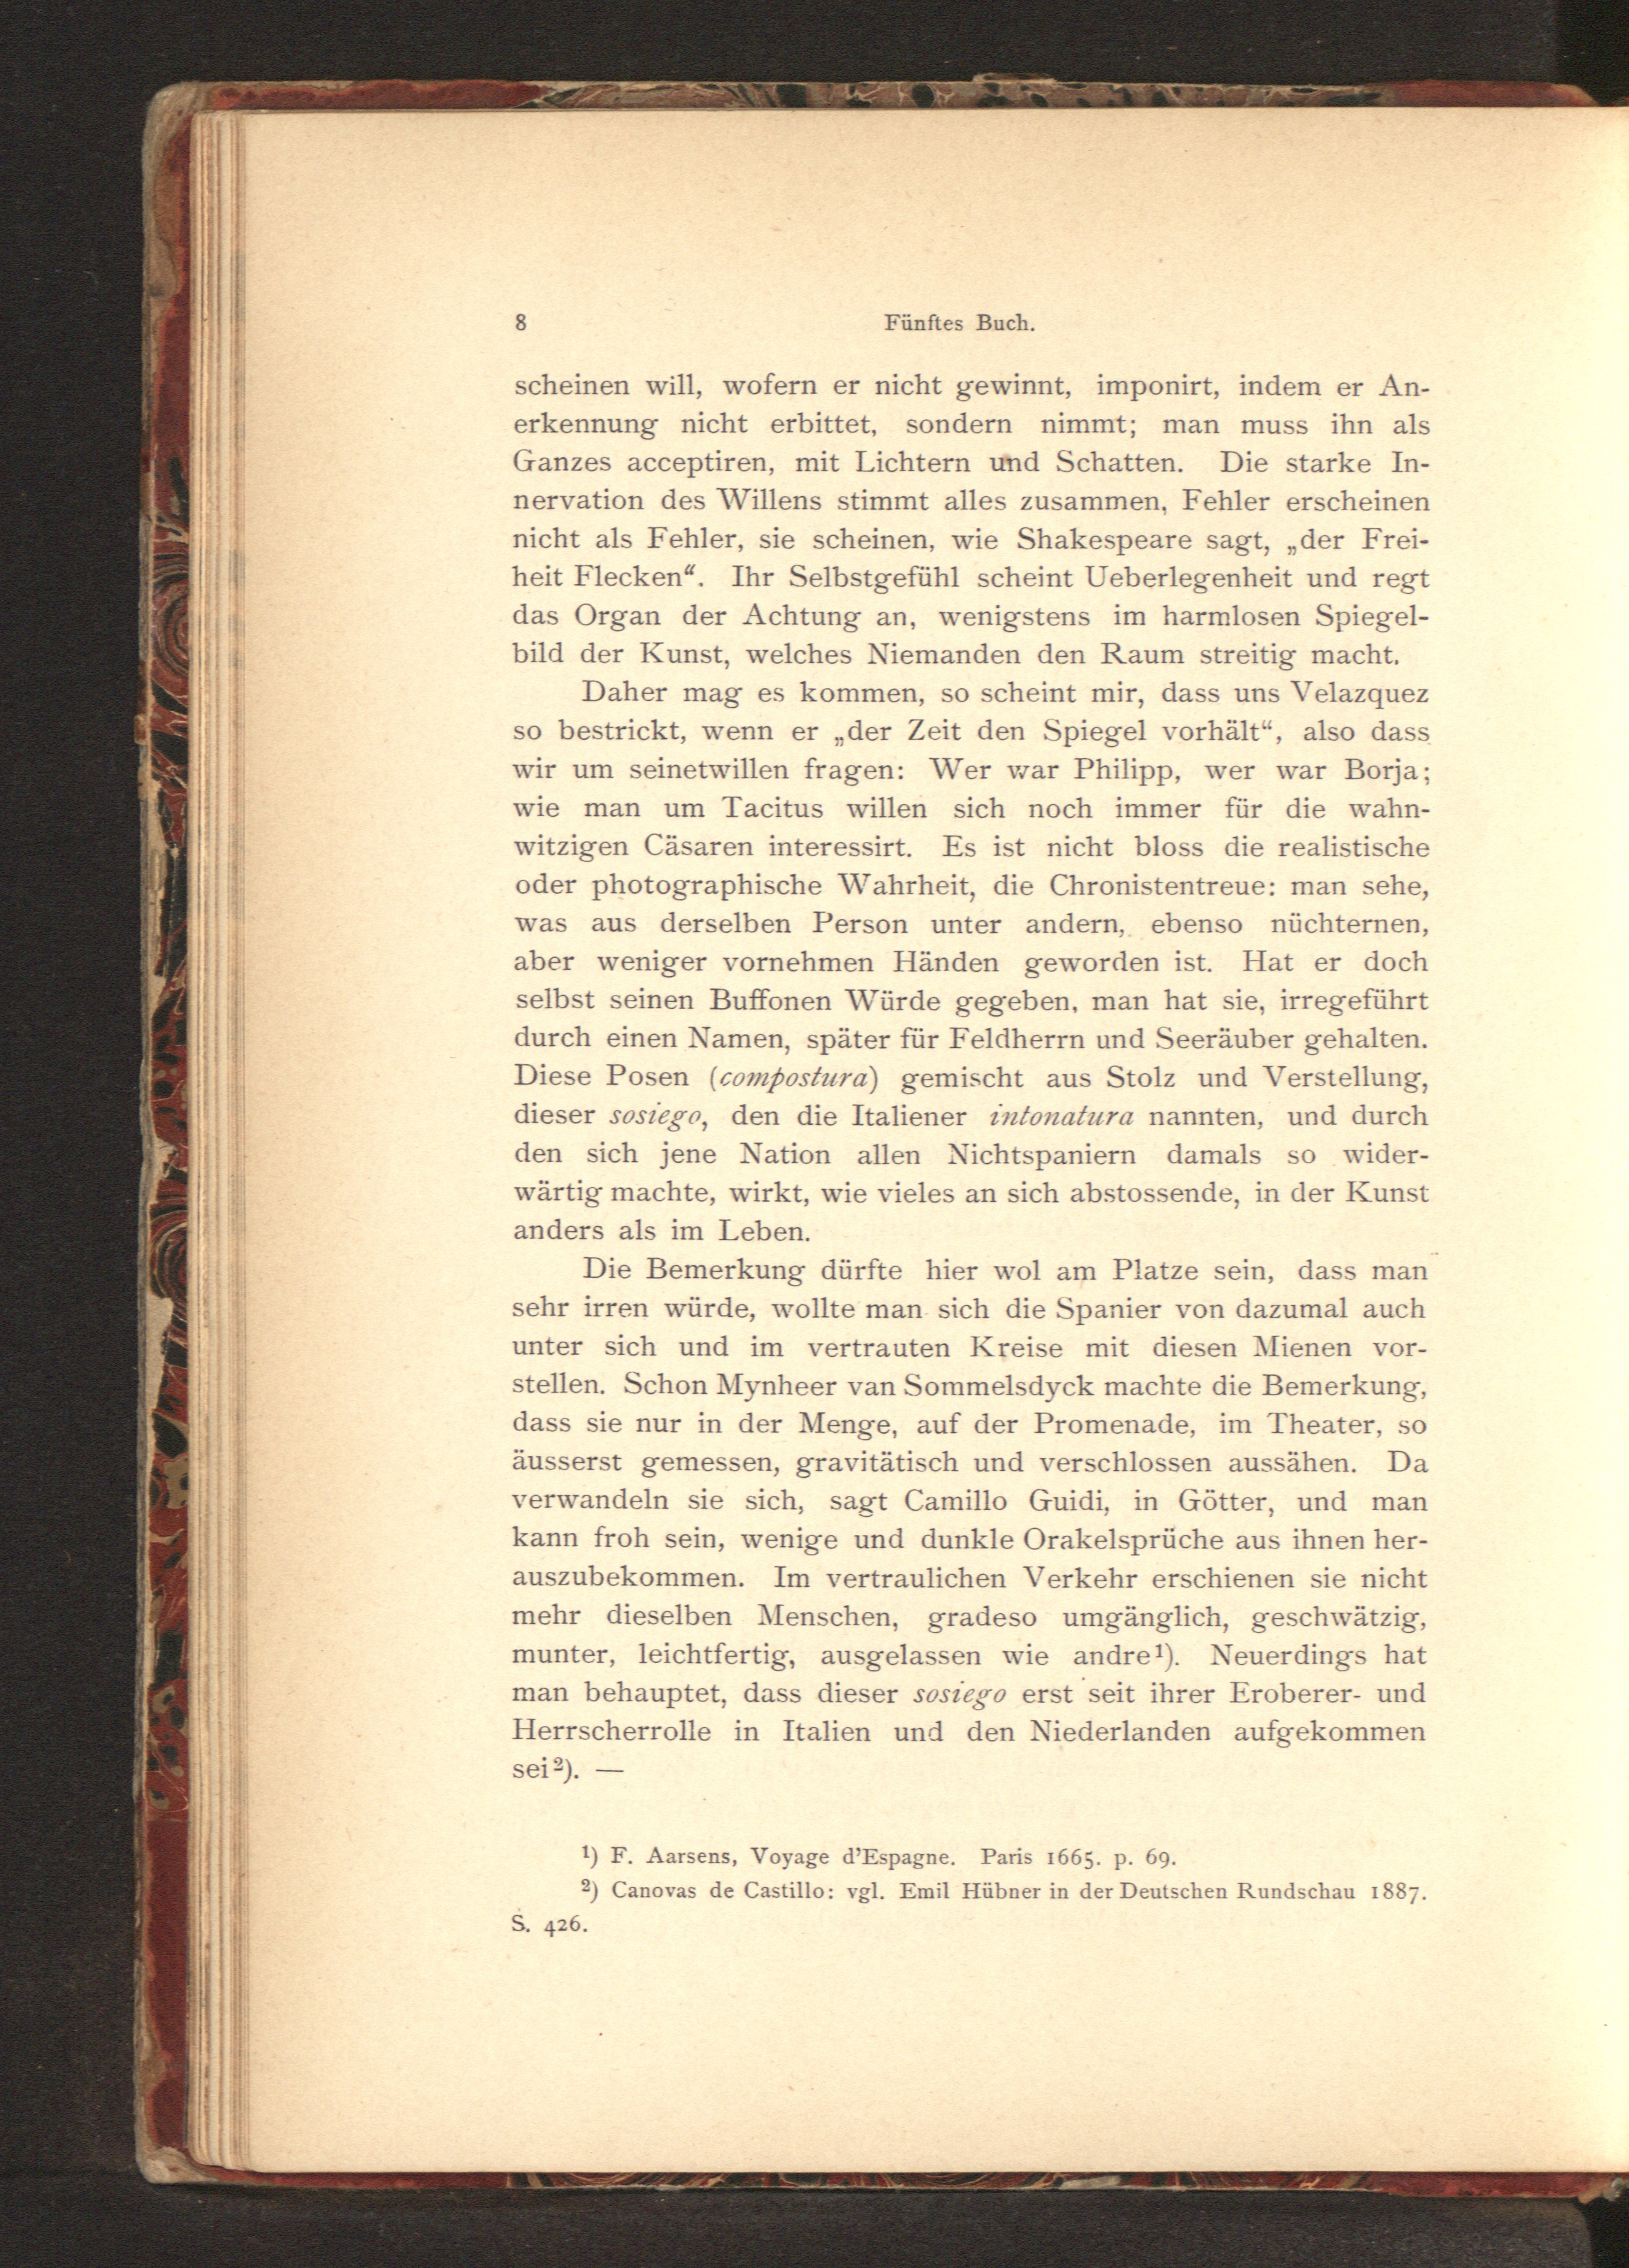 8 Fünftes Buch.
scheinen will, wofern er nicht gewinnt, imponirt, indem er An-
erkennung nicht erbittet, sondern nimmt; man muss ihn als
Ganzes acceptiren, mit Lichtern und Schatten. Die starke In-
nervation des Willens stimmt alles zusammen, Fehler erscheinen
nicht als Fehler, sie scheinen, wie Shakespeare sagt, „der Frei-
heit Flecken“. Ihr Selbstgefühl scheint Ueberlegenheit und regt
das Organ der Achtung an, wenigstens im harmlosen Spiegel-
bild der Kunst, welches Niemanden den Raum streitig macht.
Daher mag es kommen, so scheint mir, dass uns Velazquez
so bestrickt, wenn er „der Zeit den Spiegel vorhält“, also dass
wir um seinetwillen fragen: Wer war Philipp, wer war Borja;
wie man um Tacitus willen sich noch immer für die wahn-
witzigen Cäsaren interessirt. Es ist nicht bloss die realistische
oder photographische Wahrheit, die Chronistentreue: man sehe,
was aus derselben Person unter andern, ebenso nüchternen,
aber weniger vornehmen Händen geworden ist. Hat er doch
selbst seinen Buffonen Würde gegeben, man hat sie, irregeführt
durch einen Namen, später für Feldherrn und Seeräuber gehalten.
Diese Posen (compostura) gemischt aus Stolz und Verstellung,
dieser sosiego, den die Italiener intonatura nannten, und durch
den sich jene Nation allen Nichtspaniern damals so wider-
wärtig machte, wirkt, wie vieles an sich abstossende, in der Kunst
anders als im Leben.
Die Bemerkung dürfte hier wol am Platze sein, dass man
sehr irren würde, wollte man sich die Spanier von dazumal auch
unter sich und im vertrauten Kreise mit diesen Mienen vor-
stellen. Schon Mynheer van Sommelsdyck machte die Bemerkung,
dass sie nur in der Menge, auf der Promenade, im Theater, so
äusserst gemessen, gravitätisch und verschlossen aussähen. Da
verwandeln sie sich, sagt Camillo Guidi, in Götter, und man
kann froh sein, wenige und dunkle Orakelsprüche aus ihnen her-
auszubekommen. Im vertraulichen Verkehr erschienen sie nicht
mehr dieselben Menschen, gradeso umgänglich, geschwätzig,
munter, leichtfertig, ausgelassen wie andre¹). Neuerdings hat
man behauptet, dass dieser sosiego erst seit ihrer Eroberer- und
Herrscherrolle in Italien und den Niederlanden aufgekommen
sei²). —
¹) F. Aarsens, Voyage d’Espagne. Paris 1665. p. 69.
²) Canovas de Castillo: vgl. Emil Hübner in der Deutschen Rundschau 1887.
S. 426.